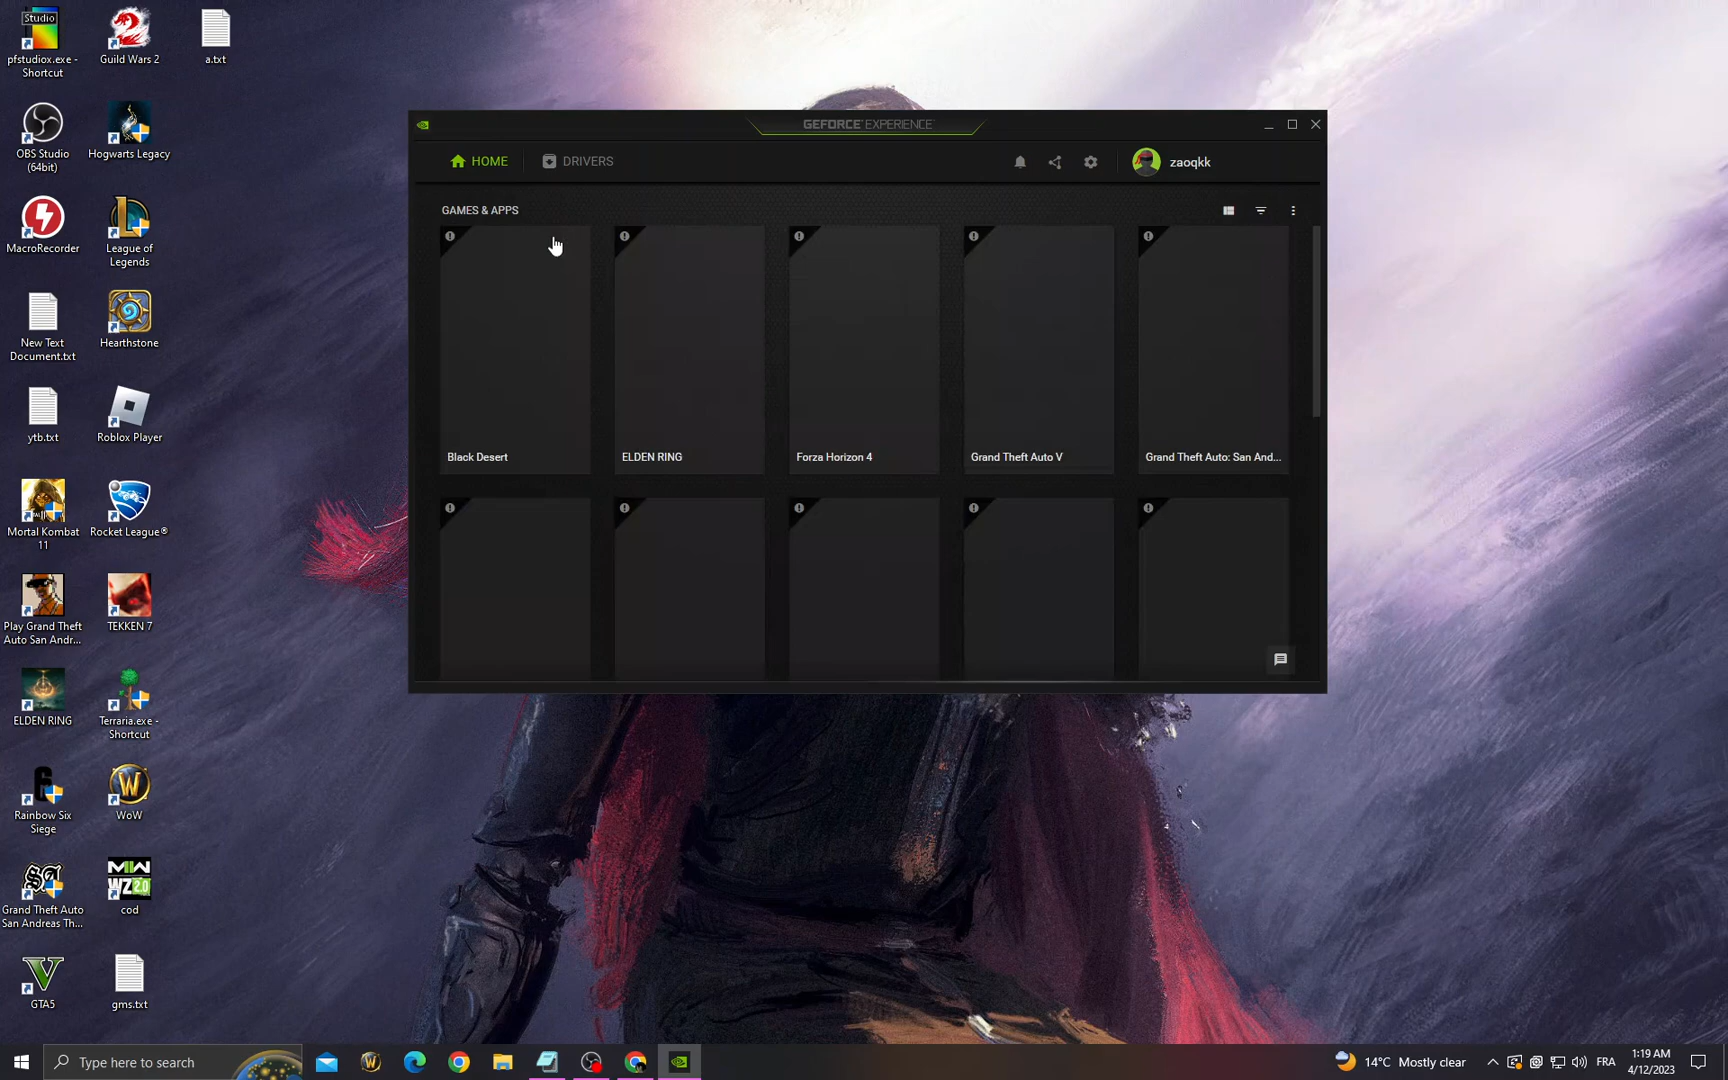 Studio
pfstudiox.exe -
Shortcut
Guild Wars 2
a.txt
OBS Studio
(64bit)
Hogwarts Legacy
MacroRecorder
League of
Legends
New Text
Document.txt
Hearthstone
ytb.txt
Roblox Player
Mortal Kombat
11
Rocket League®
Play Grand Theft
Auto San Andr...
TEKKEN 7
ELDEN RING
Terraria.exe -
Shortcut
Rainbow Six
Siege
WoW
Grand Theft Auto
San Andreas Th...
MW
WZ 2.0
cod
GTA5
gms.txt
GEFORCE EXPERIENCE
HOME
DRIVERS
zaoqkk
GAMES & APPS
Black Desert
ELDEN RING
Forza Horizon 4
Grand Theft Auto V
Grand Theft Auto: San And...
Type here to search
14°C Mostly clear
FRA
1:19 AM
4/12/2023